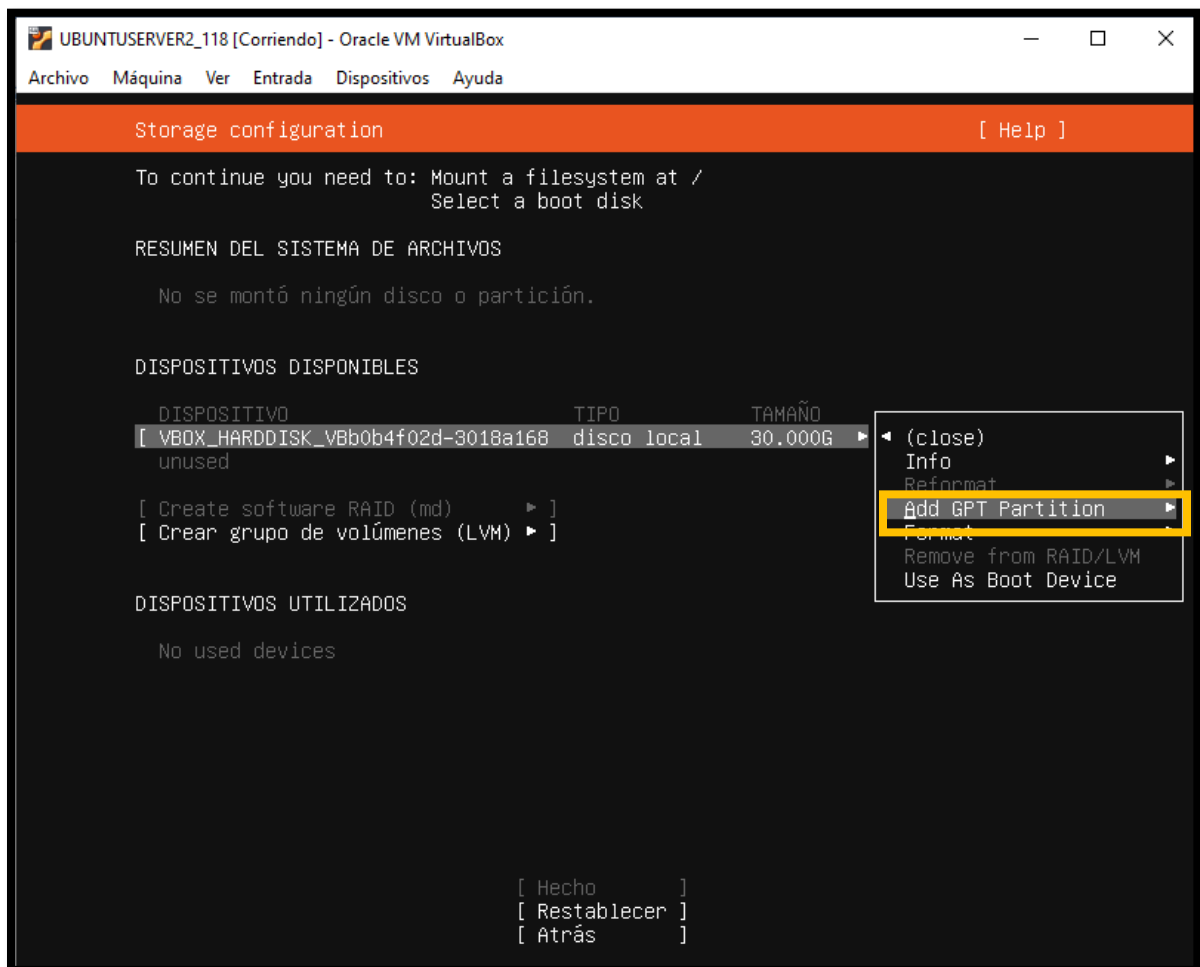 UBUNTUSERVER2_118 [Corriendo] - Oracle VM VirtualBox
Archivo Máquina Ver Entrada Dispositivos Ayuda
Storage configuration [ Help ]
To continue you need to: Mount a filesystem at /
Select a boot disk
RESUMEN DEL SISTEMA DE ARCHIVOS
No se montó ningún disco o partición.
DISPOSITIVOS DISPONIBLES
DISPOSITIVO TIPO TAMAÑO
[ VBOX_HARDDISK_VBb0b4f02d-3018a168 disco local 30.000G ▸
unused
[ Create software RAID (md) ▸ ]
[ Crear grupo de volúmenes (LVM) ▸ ]
◂ (close)
Info ▸
Reformat ▸
Add GPT Partition ▸
Format ▸
Remove from RAID/LVM
Use As Boot Device
DISPOSITIVOS UTILIZADOS
No used devices
[ Hecho ]
[ Restablecer ]
[ Atrás ]